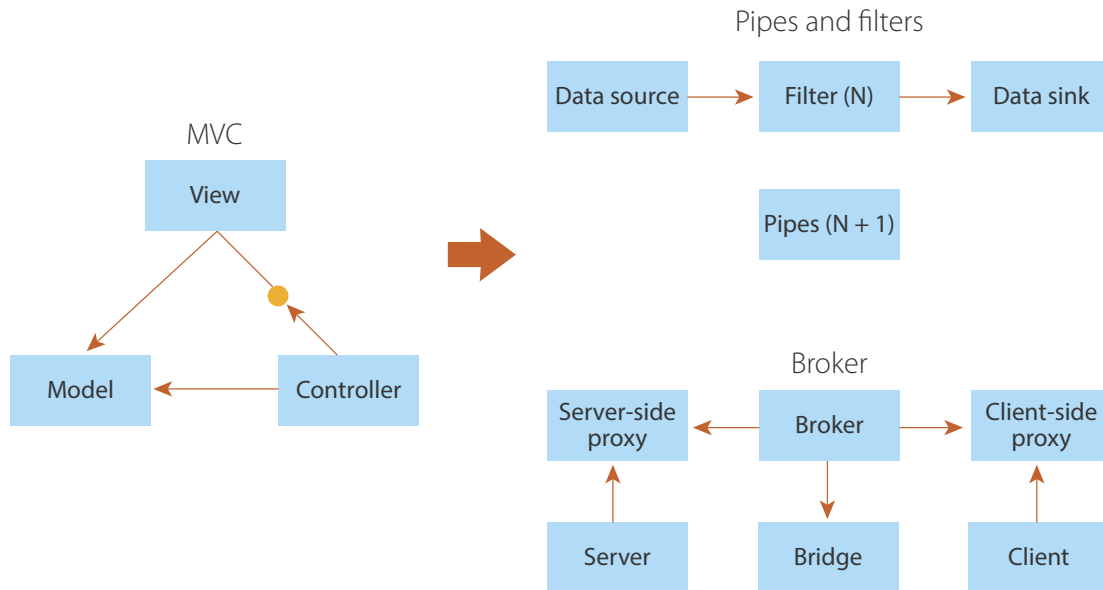 MVC
View
Model
Controller
Pipes and filters
Data source
Filter (N)
Data sink
Pipes (N + 1)
Broker
Server-side
proxy
Broker
Client-side
proxy
Server
Bridge
Client